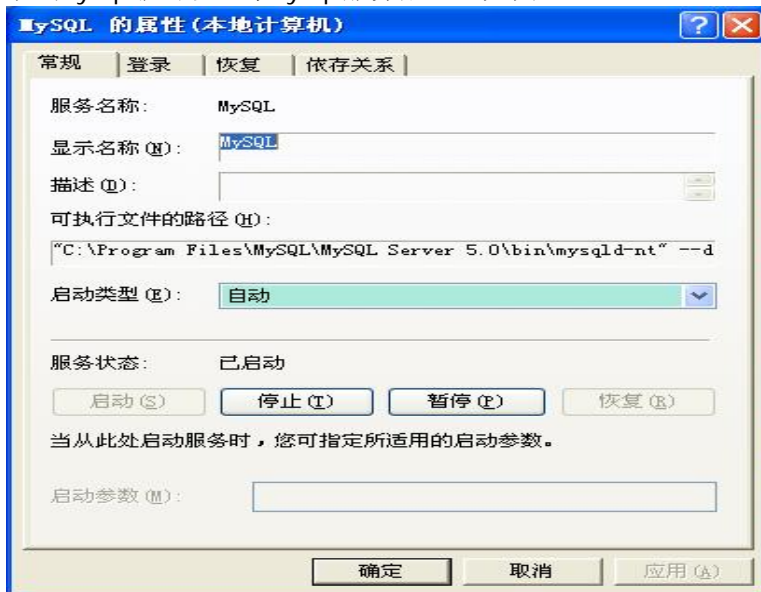 MySQL 的属性(本地计算机)
常规 登录 恢复 依存关系
服务名称: MySQL
显示名称(N): MySQL
描述(D):
可执行文件的路径(H):
"C:\Program Files\MySQL\MySQL Server 5.0\bin\mysqld-nt" --d
启动类型(E): 自动
服务状态: 已启动
启动(S) 停止(T) 暂停(P) 恢复(R)
当从此处启动服务时,您可指定所适用的启动参数。
启动参数(M):
确定 取消 应用(A)